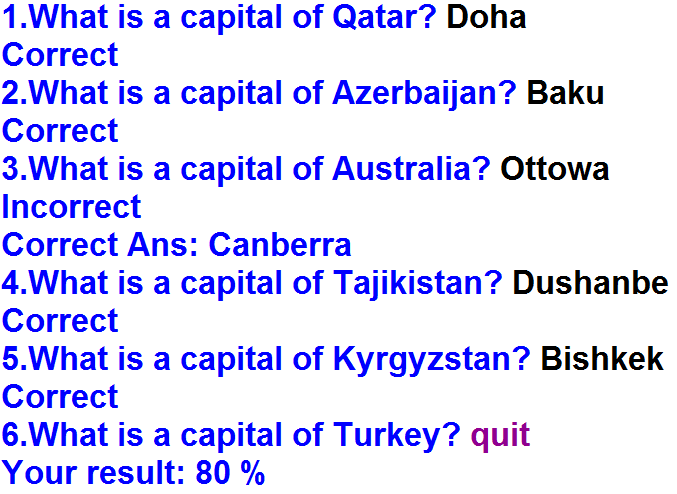 1.What is a capital of Qatar? Doha
Correct
2.What is a capital of Azerbaijan? Baku
Correct
3.What is a capital of Australia? Ottowa
Incorrect
Correct Ans: Canberra
4.What is a capital of Tajikistan? Dushanbe
Correct
5.What is a capital of Kyrgyzstan? Bishkek
Correct
6.What is a capital of Turkey? quit
Your result: 80 %